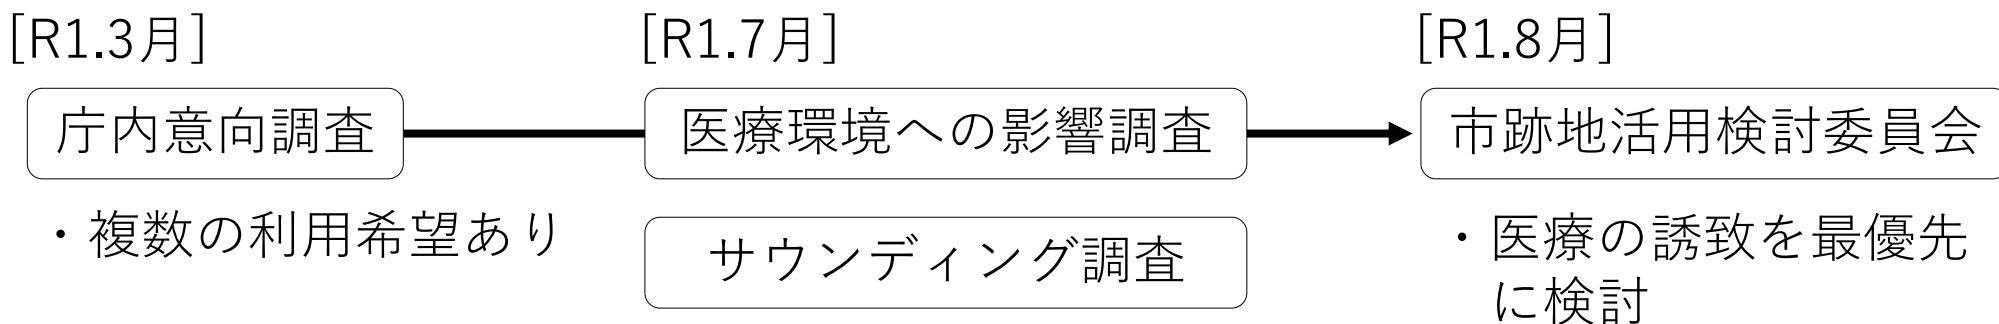 [R1.3月]
[R1.7月]
[R1.8月]
庁内意向調査
医療環境への影響調査
市跡地活用検討委員会
・複数の利用希望あり
サウンディング調査
・医療の誘致を最優先
に検討